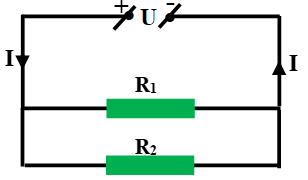 + U -
I I
R₁
R₂